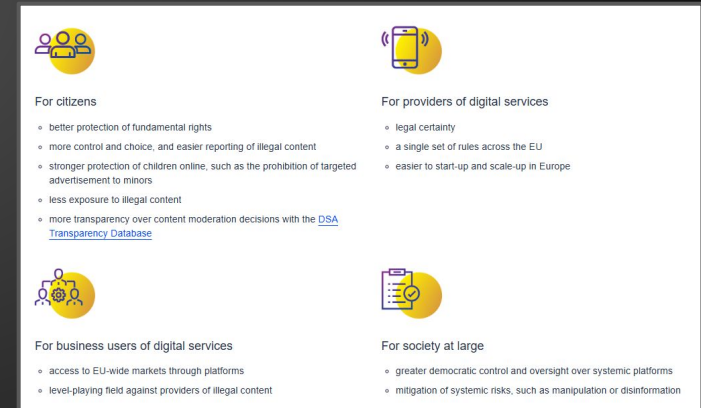 For citizens
better protection of fundamental rights
more control and choice, and easier reporting of illegal content
stronger protection of children online, such as the prohibition of targeted
advertisement to minors
less exposure to illegal content
more transparency over content moderation decisions with the DSA
Transparency Database
For providers of digital services
legal certainty
a single set of rules across the EU
easier to start-up and scale-up in Europe
For business users of digital services
access to EU-wide markets through platforms
level-playing field against providers of illegal content
For society at large
greater democratic control and oversight over systemic platforms
mitigation of systemic risks, such as manipulation or disinformation